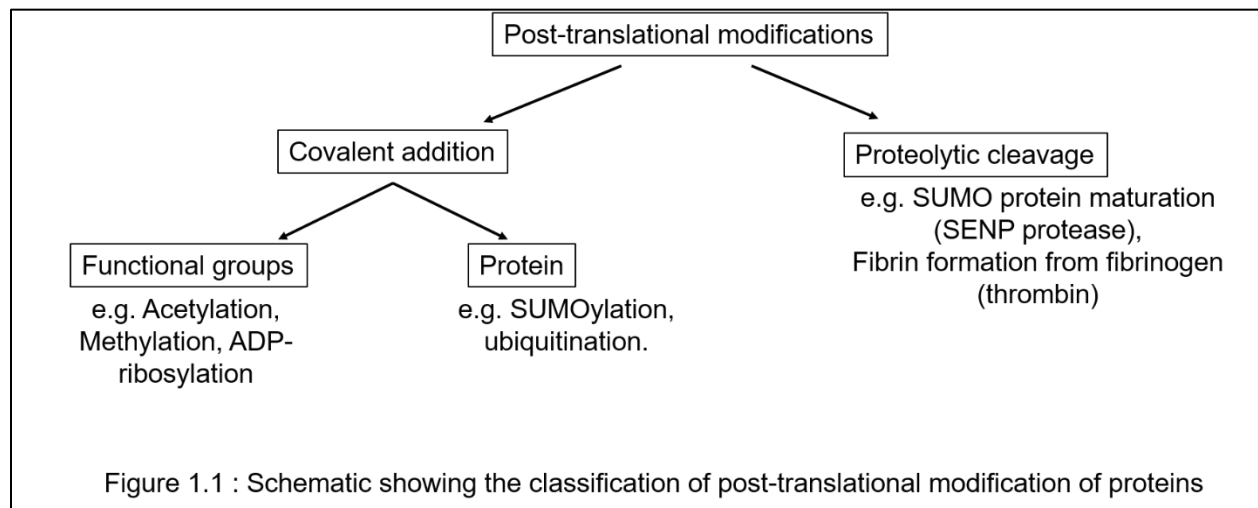 Post-translational modifications
Covalent addition
Proteolytic cleavage
e.g. SUMO protein maturation
(SENP protease),
Fibrin formation from fibrinogen
(thrombin)
Functional groups
e.g. Acetylation,
Methylation, ADP-
ribosylation
Protein
e.g. SUMOylation,
ubiquitination.
Figure 1.1 : Schematic showing the classification of post-translational modification of proteins